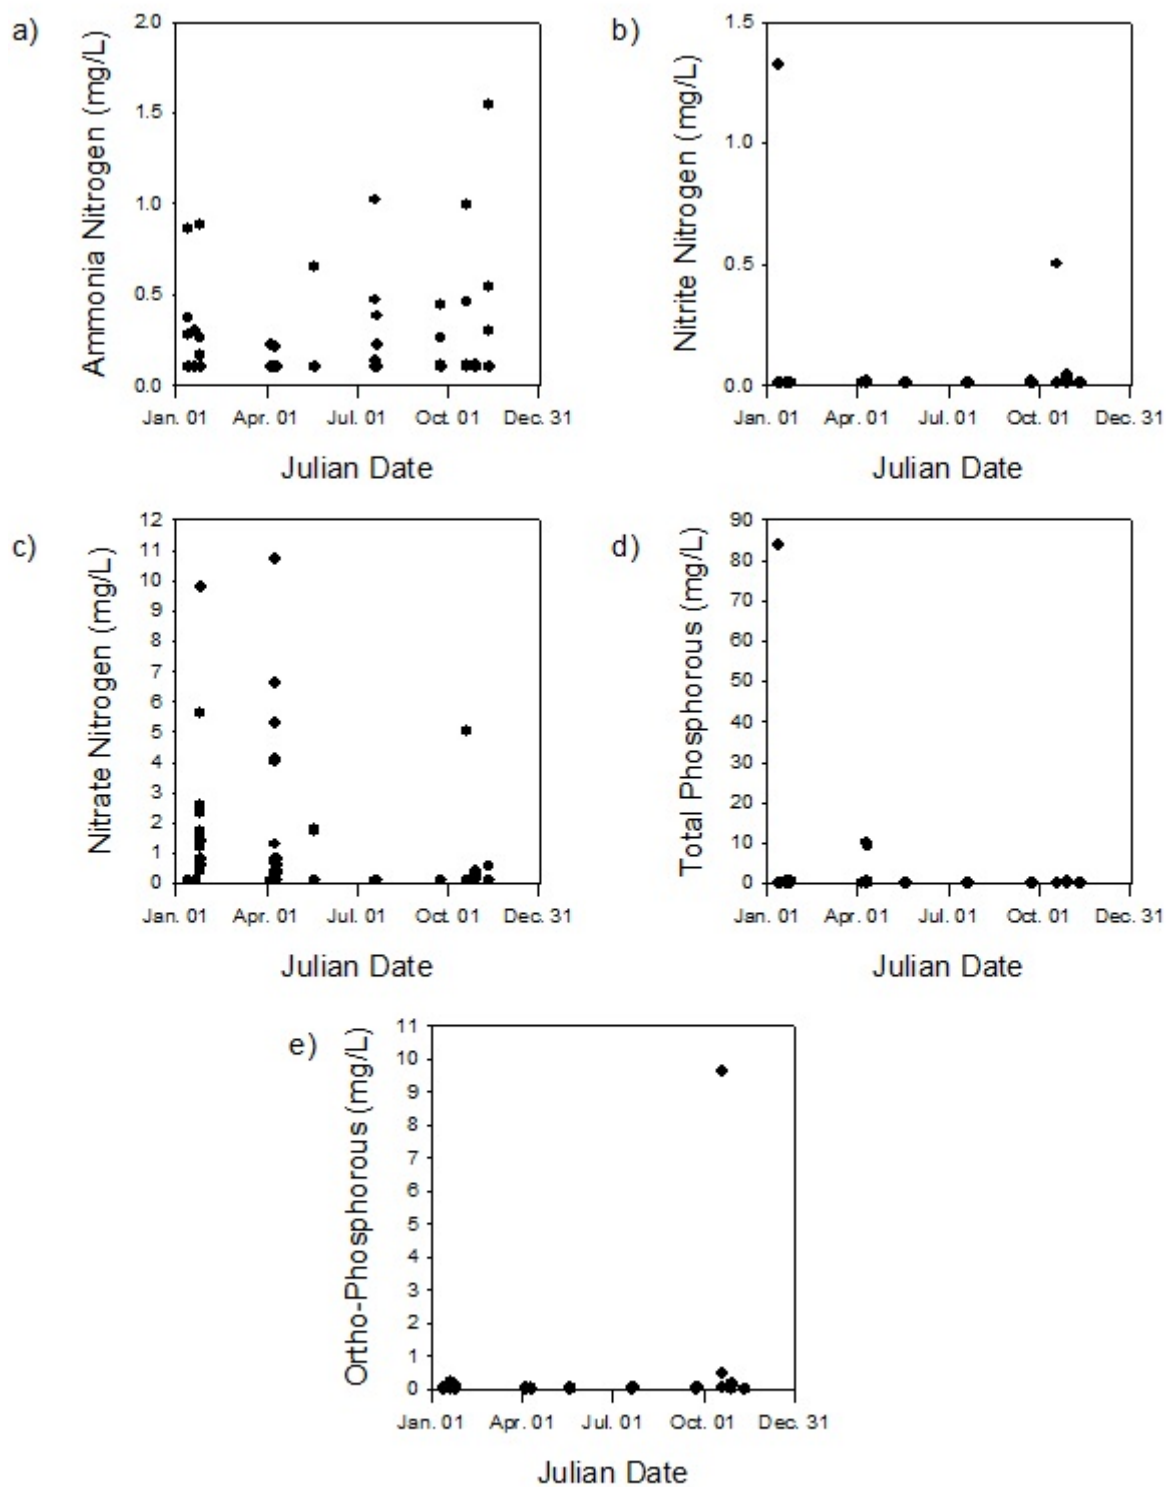 a)
Ammonia Nitrogen (mg/L)
2.0
1.5
1.0
0.5
0.0
Jan. 01 Apr. 01 Jul. 01 Oct. 01 Dec. 31
Julian Date
b)
Nitrite Nitrogen (mg/L)
1.5
1.0
0.5
0.0
Jan. 01 Apr. 01 Jul. 01 Oct. 01 Dec. 31
Julian Date
c)
Nitrate Nitrogen (mg/L)
12
11
10
9
8
7
6
5
4
3
2
1
0
Jan. 01 Apr. 01 Jul. 01 Oct. 01 Dec. 31
Julian Date
d)
Total Phosphorous (mg/L)
90
80
70
60
50
40
30
20
10
0
Jan. 01 Apr. 01 Jul. 01 Oct. 01 Dec. 31
Julian Date
e)
Ortho-Phosphorous (mg/L)
11
10
9
8
7
6
5
4
3
2
1
0
Jan. 01 Apr. 01 Jul. 01 Oct. 01 Dec. 31
Julian Date